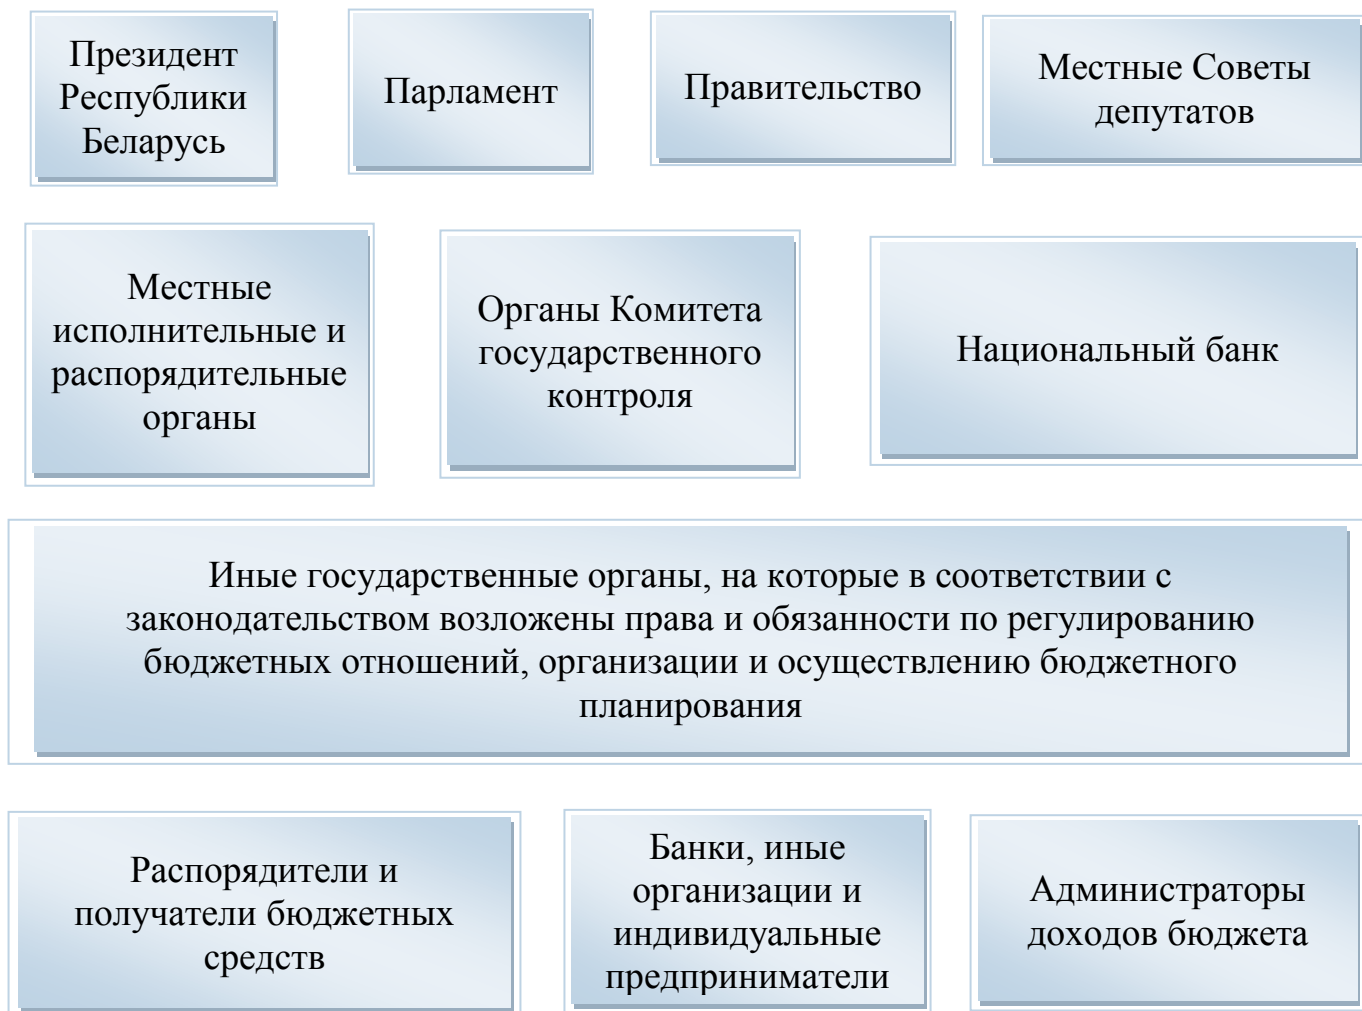 Президент
Республики
Беларусь
Парламент
Правительство
Местные Советы
депутатов
Местные
исполнительные и
распорядительные
органы
Органы Комитета
государственного
контроля
Национальный банк
Иные государственные органы, на которые в соответствии с
законодательством возложены права и обязанности по регулированию
бюджетных отношений, организации и осуществлению бюджетного
планирования
Распорядители и
получатели бюджетных
средств
Банки, иные
организации и
индивидуальные
предприниматели
Администраторы
доходов бюджета